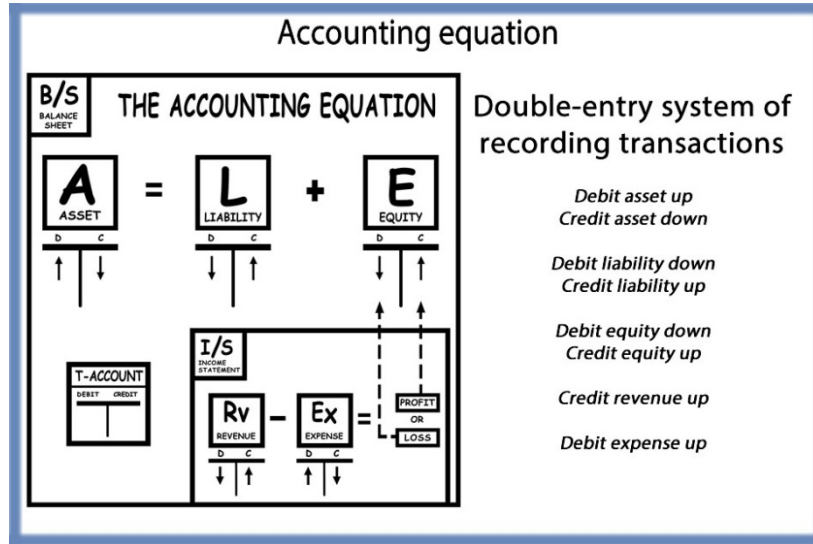 Accounting equation
B/S
BALANCE
SHEET
THE ACCOUNTING EQUATION
A = L + E
ASSET LIABILITY EQUITY
D C D C D C
T-ACCOUNT
DEBIT CREDIT
I/S
INCOME
STATEMENT
Rv - Ex =
REVENUE EXPENSE
D C D C
PROFIT
OR
LOSS
Double-entry system of
recording transactions
Debit asset up
Credit asset down
Debit liability down
Credit liability up
Debit equity down
Credit equity up
Credit revenue up
Debit expense up